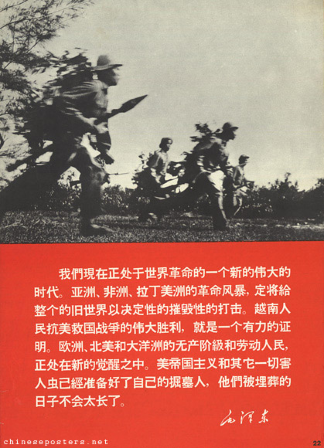 我們現在正处于世界革命的一个新的伟大的
时代。亚洲、非洲、拉丁美洲的革命风暴，定将給
整个的旧世界以决定性的摧毁性的打击。越南人
民抗美救国战爭的伟大胜利，就是一个有力的证
明。欧洲、北美和大洋洲的无产阶級和劳动人民，
正处在新的觉醒之中。美帝国主义和其它一切害
人虫已經准备好了自己的掘墓人，他們被埋葬的
日子不会太长了。
毛泽东
chineseposters.net
22